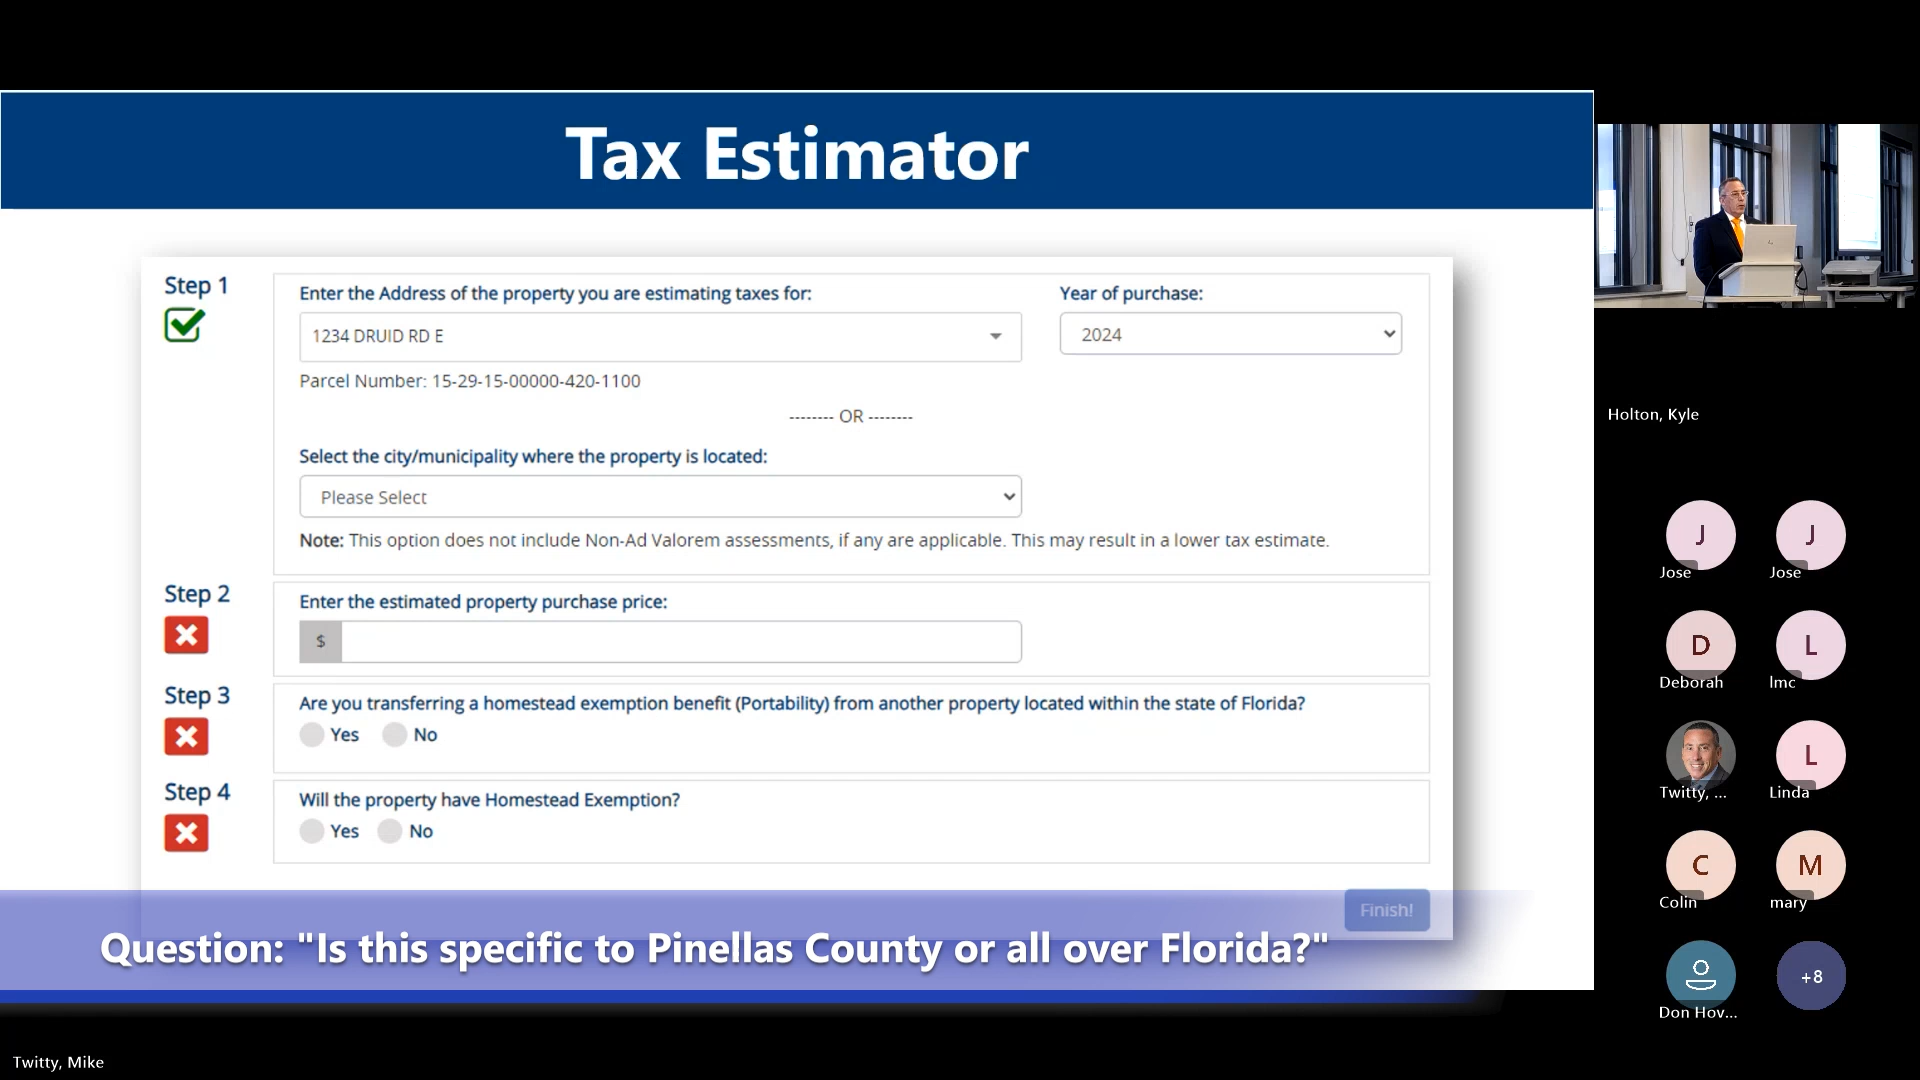 Tax Estimator
Step 1
Enter the Address of the property you are estimating taxes for:
Year of purchase:
1234 DRUID RD E
2024
Parcel Number: 15-29-15-00000-420-1100
-------- OR --------
Select the city/municipality where the property is located:
Please Select
Note: This option does not include Non-Ad Valorem assessments, if any are applicable. This may result in a lower tax estimate.
Step 2
Enter the estimated property purchase price:
$
Step 3
Are you transferring a homestead exemption benefit (Portability) from another property located within the state of Florida?
Yes No
Step 4
Will the property have Homestead Exemption?
Yes No
Finish!
Question: "Is this specific to Pinellas County or all over Florida?"
Twitty, Mike
Holton, Kyle
J J
Jose Jose
D L
Deborah lmc
L
Twitty, ... Linda
C M
Colin mary
+8
Don Hov...